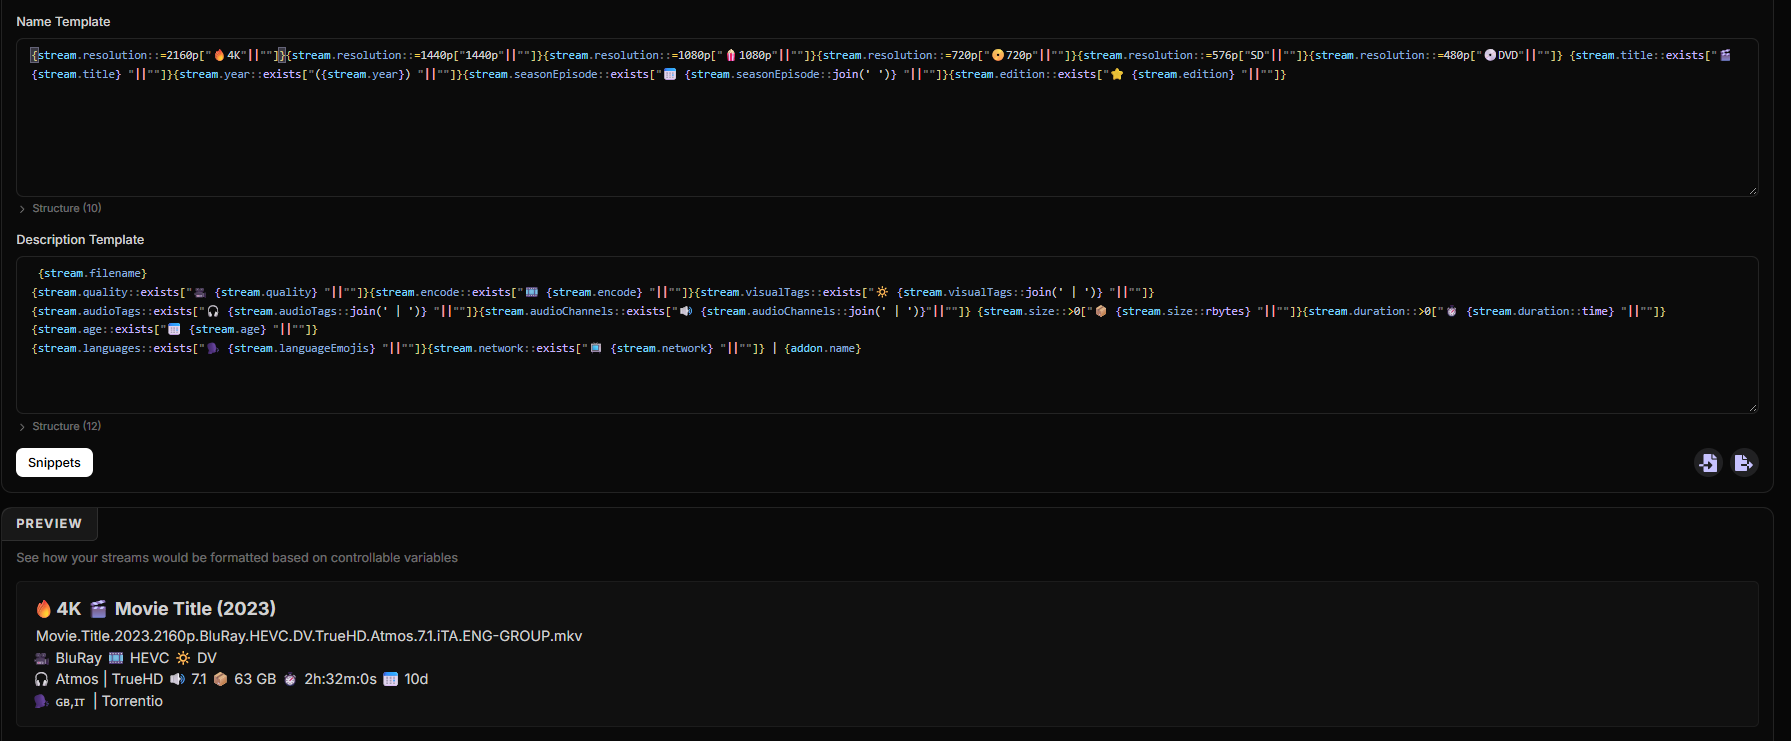 Name Template
{stream.resolution::=2160p["🔥4K"||""]}{stream.resolution::=1440p["1440p"||""]}{stream.resolution::=1080p["🍿1080p"||""]}{stream.resolution::=720p["📀720p"||""]}{stream.resolution::=576p["SD"||""]}{stream.resolution::=480p["💿DVD"||""]} {stream.title::exists["🎬
{stream.title} "||""]}{stream.year::exists["({stream.year}) "||""]}{stream.seasonEpisode::exists["🗓️ {stream.seasonEpisode::join(' ')} "||""]}{stream.edition::exists["⭐ {stream.edition} "||""]}
Structure (10)
Description Template
{stream.filename}
{stream.quality::exists["🎥 {stream.quality} "||""]}{stream.encode::exists["🎞️ {stream.encode} "||""]}{stream.visualTags::exists["🔆 {stream.visualTags::join(' | ')} "||""]}
{stream.audioTags::exists["🎧 {stream.audioTags::join(' | ')} "||""]}{stream.audioChannels::exists["🔊 {stream.audioChannels::join(' | ')}"||""]} {stream.size::>0["📦 {stream.size::rbytes} "||""]}{stream.duration::>0["⏱️ {stream.duration::time} "||""]}
{stream.age::exists["🗓️ {stream.age} "||""]}
{stream.languages::exists["🗣️ {stream.languageEmojis} "||""]}{stream.network::exists["📺 {stream.network} "||""]} | {addon.name}
Structure (12)
Snippets
PREVIEW
See how your streams would be formatted based on controllable variables
🔥4K 🎬 Movie Title (2023)
Movie.Title.2023.2160p.BluRay.HEVC.DV.TrueHD.Atmos.7.1.iTA.ENG-GROUP.mkv
🎥 BluRay 🎞️ HEVC 🔆 DV
🎧 Atmos | TrueHD 🔊 7.1 📦 63 GB ⏱️ 2h:32m:0s 🗓️ 10d
🗣️ ɢʙ,ɪᴛ | Torrentio